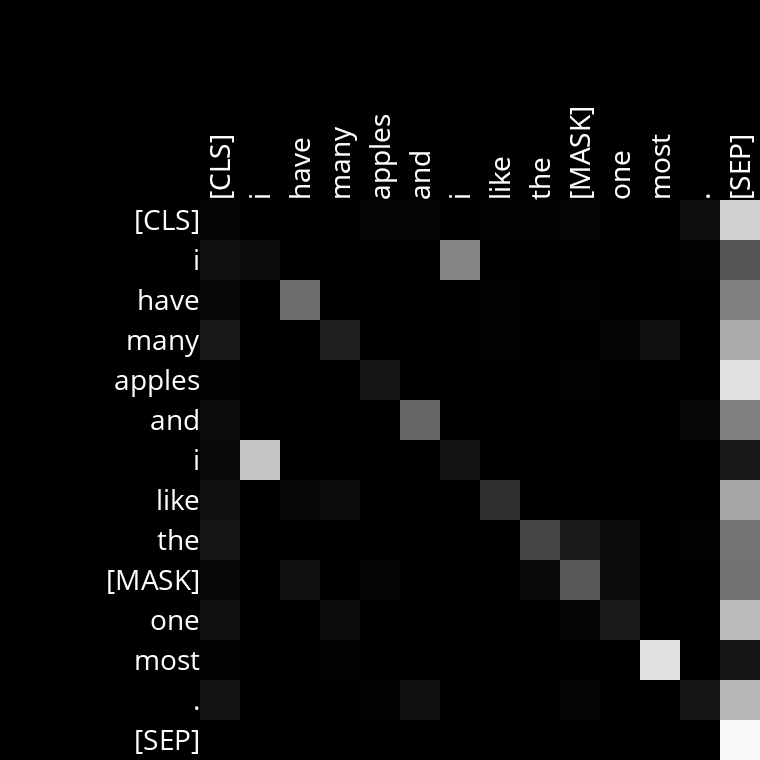 [CLS] i have many apples and i like the [MASK] one most . [SEP]
[CLS]
i
have
many
apples
and
i
like
the
[MASK]
one
most
.
[SEP]